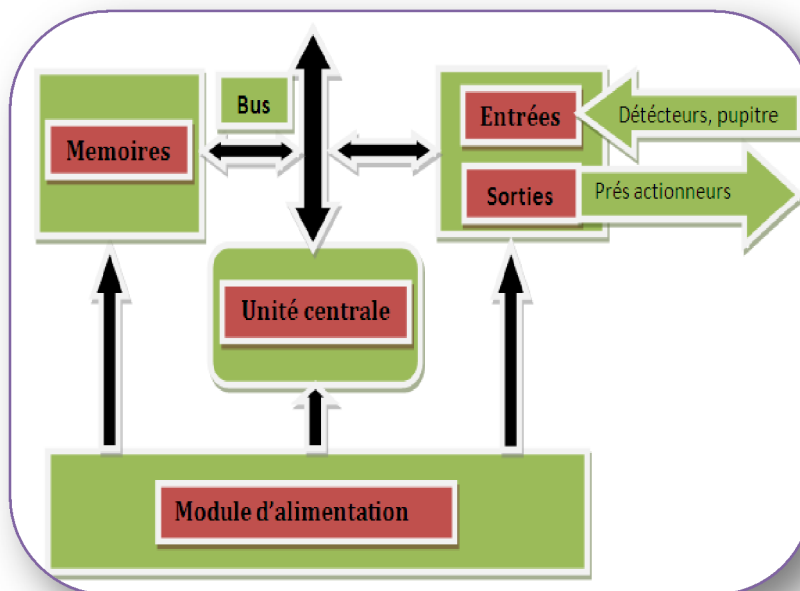 Bus
Memoires
Entrées
Détécteurs, pupitre
Sorties
Prés actionneurs
Unité centrale
Module d'alimentation